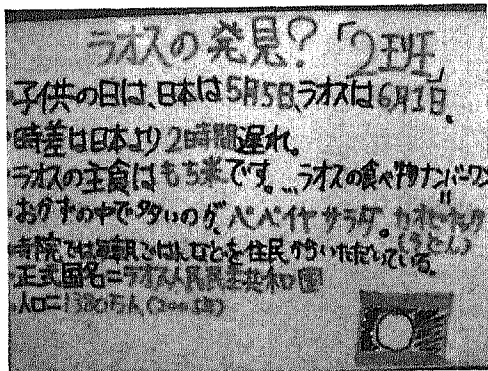 ラオスの発見?「2班」
・子供の日は、日本は5月5日、ラオスは6月1日。
・時差は日本より2時間遅れ。
・ラオスの主食はもち米です。…ラオスの食べ物ナンバーワン
・おかずの中で多いのが、ペペイヤサラダ。
(うどん)
・寺院では毎朝ごはんなどを住民からいただいている。
・正式国名=ラオス人民民主共和国
・人口=